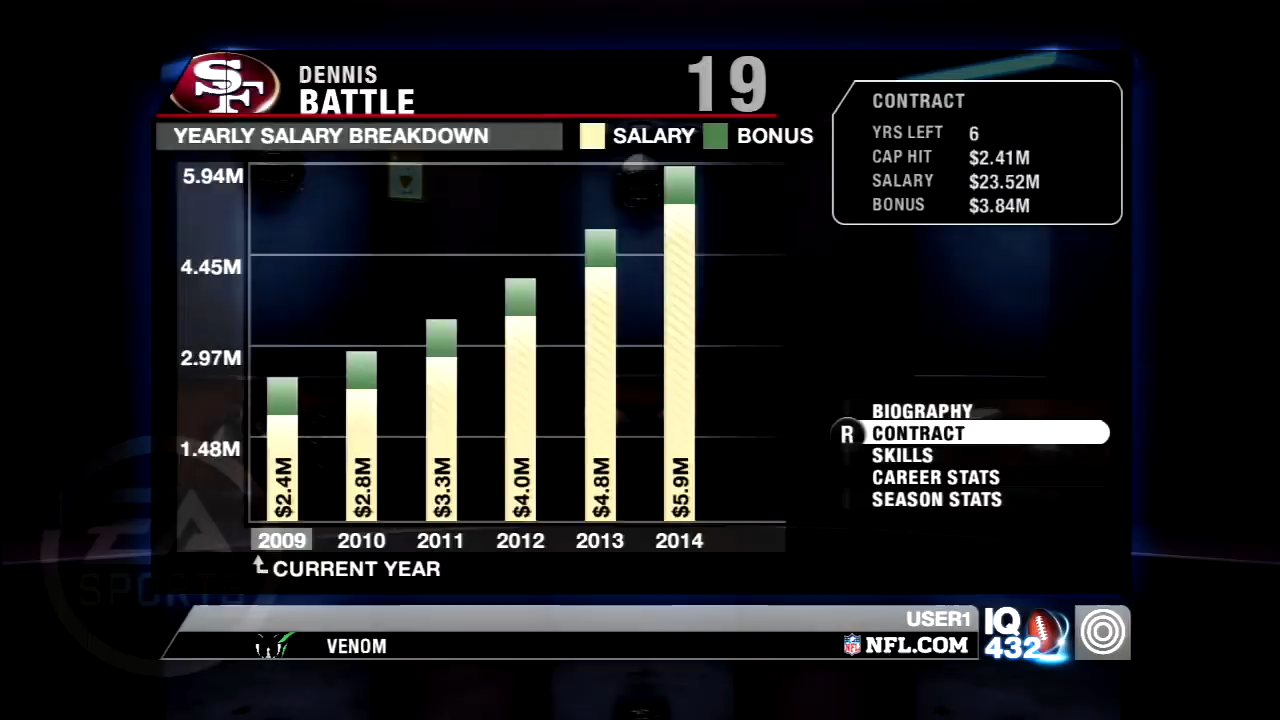 DENNIS
BATTLE
19
YEARLY SALARY BREAKDOWN
SALARY
BONUS
5.94M
4.45M
2.97M
1.48M
$2.4M
$2.8M
$3.3M
$4.0M
$4.8M
$5.9M
2009
2010
2011
2012
2013
2014
CURRENT YEAR
CONTRACT
YRS LEFT 6
CAP HIT $2.41M
SALARY $23.52M
BONUS $3.84M
BIOGRAPHY
R CONTRACT
SKILLS
CAREER STATS
SEASON STATS
SF
EA
SPORTS
USER1
VENOM
NFL
NFL.COM
IQ
432